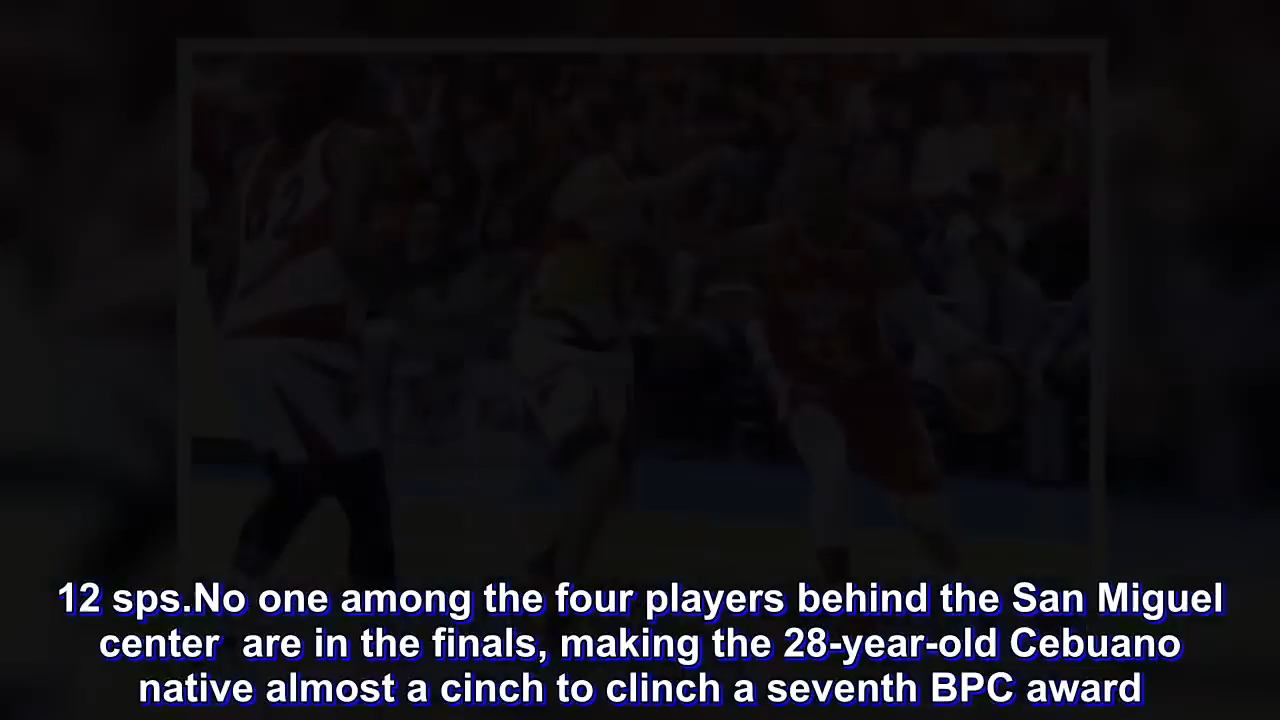 12 sps.No one among the four players behind the San Miguel
center  are in the finals, making the 28-year-old Cebuano
native almost a cinch to clinch a seventh BPC award